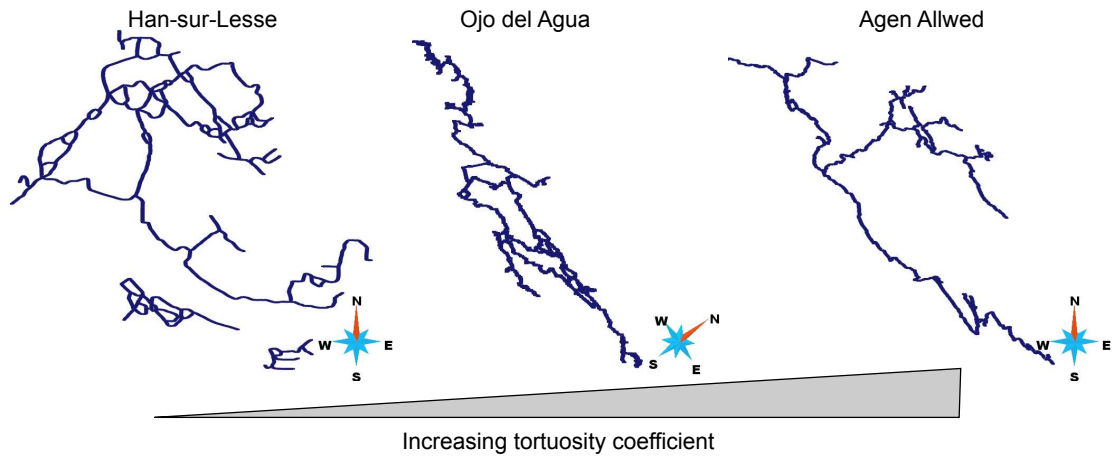 Han-sur-Lesse
Ojo del Agua
Agen Allwed
N
W
E
S
W
N
S
E
N
W
E
S
Increasing tortuosity coefficient